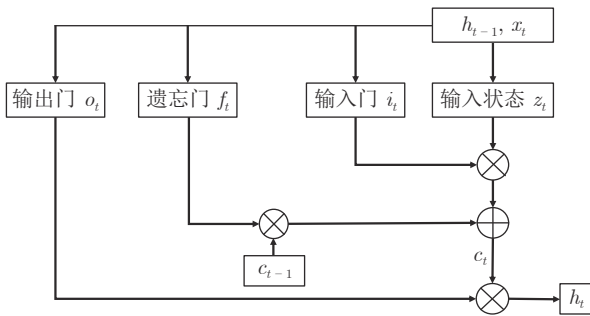 h_{t-1}, x_t
输出门 o_t
遗忘门 f_t
输入门 i_t
输入状态 z_t
c_{t-1}
c_t
h_t